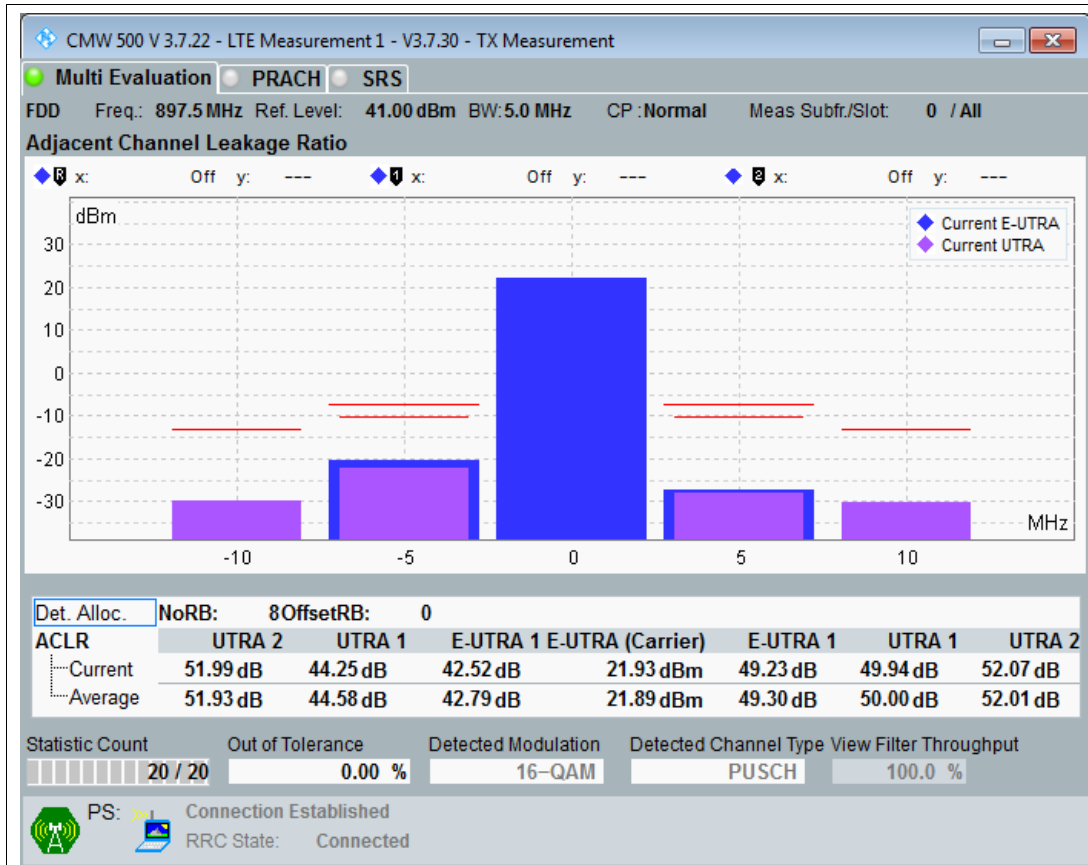 CMW 500 V 3.7.22 - LTE Measurement 1 - V3.7.30 - TX Measurement
Multi Evaluation PRACH SRS
FDD Freq.: 897.5 MHz Ref. Level: 41.00 dBm BW: 5.0 MHz CP : Normal Meas Subfr./Slot: 0 / All
Adjacent Channel Leakage Ratio
R x: Off y: --- 1 x: Off y: --- 2 x: Off y: ---
dBm
Current E-UTRA
Current UTRA
30
20
10
0
-10
-20
-30
MHz
-10 -5 0 5 10
Det. Alloc. NoRB: 8 OffsetRB: 0
ACLR UTRA 2 UTRA 1 E-UTRA 1 E-UTRA (Carrier) E-UTRA 1 UTRA 1 UTRA 2
Current 51.99 dB 44.25 dB 42.52 dB 21.93 dBm 49.23 dB 49.94 dB 52.07 dB
Average 51.93 dB 44.58 dB 42.79 dB 21.89 dBm 49.30 dB 50.00 dB 52.01 dB
Statistic Count Out of Tolerance Detected Modulation Detected Channel Type View Filter Throughput
20 / 20 0.00 % 16-QAM PUSCH 100.0 %
PS: Connection Established
RRC State: Connected